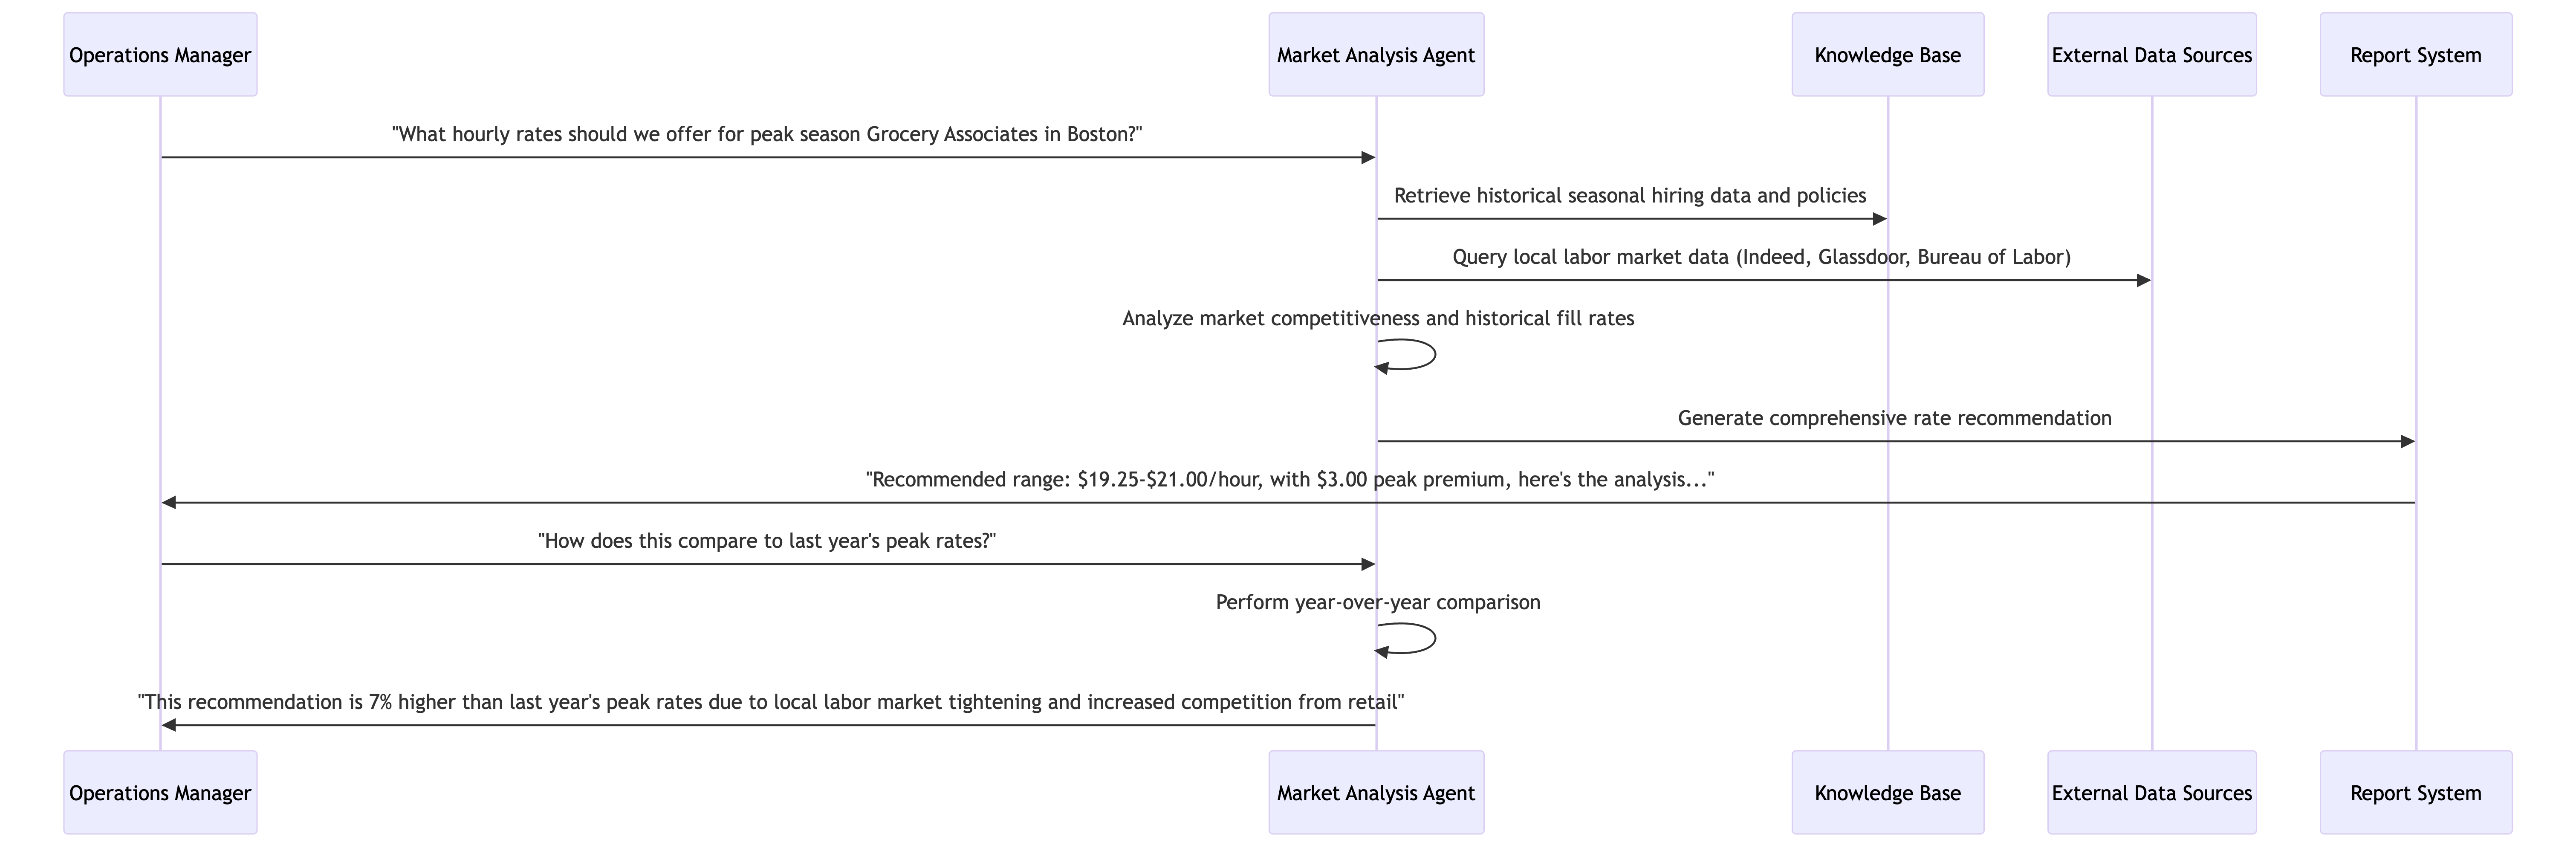 Operations Manager
Market Analysis Agent
Knowledge Base
External Data Sources
Report System
"What hourly rates should we offer for peak season Grocery Associates in Boston?"
Retrieve historical seasonal hiring data and policies
Query local labor market data (Indeed, Glassdoor, Bureau of Labor)
Analyze market competitiveness and historical fill rates
Generate comprehensive rate recommendation
"Recommended range: $19.25-$21.00/hour, with $3.00 peak premium, here's the analysis..."
"How does this compare to last year's peak rates?"
Perform year-over-year comparison
"This recommendation is 7% higher than last year's peak rates due to local labor market tightening and increased competition from retail"
Operations Manager
Market Analysis Agent
Knowledge Base
External Data Sources
Report System